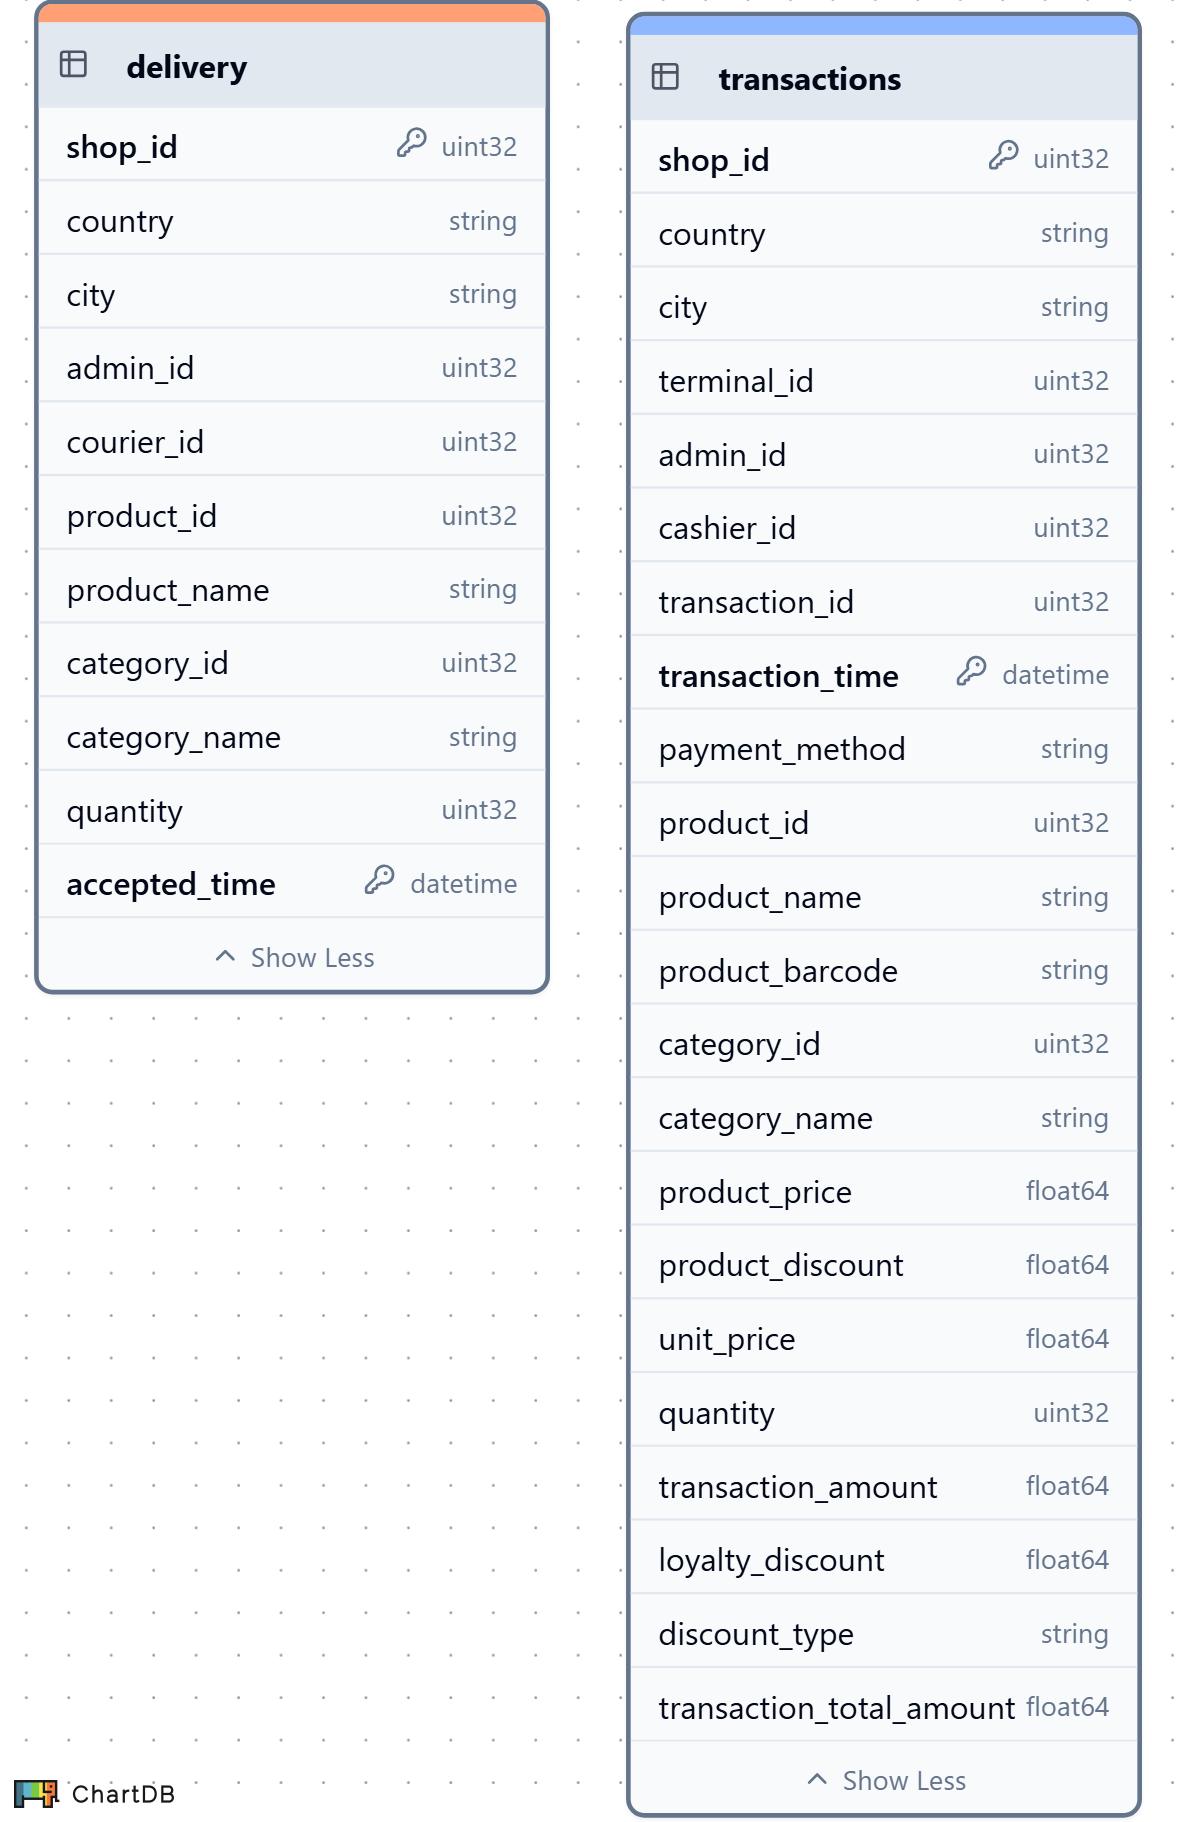 delivery
shop_id uint32
country string
city string
admin_id uint32
courier_id uint32
product_id uint32
product_name string
category_id uint32
category_name string
quantity uint32
accepted_time datetime
Show Less
transactions
shop_id uint32
country string
city string
terminal_id uint32
admin_id uint32
cashier_id uint32
transaction_id uint32
transaction_time datetime
payment_method string
product_id uint32
product_name string
product_barcode string
category_id uint32
category_name string
product_price float64
product_discount float64
unit_price float64
quantity uint32
transaction_amount float64
loyalty_discount float64
discount_type string
transaction_total_amount float64
Show Less
ChartDB